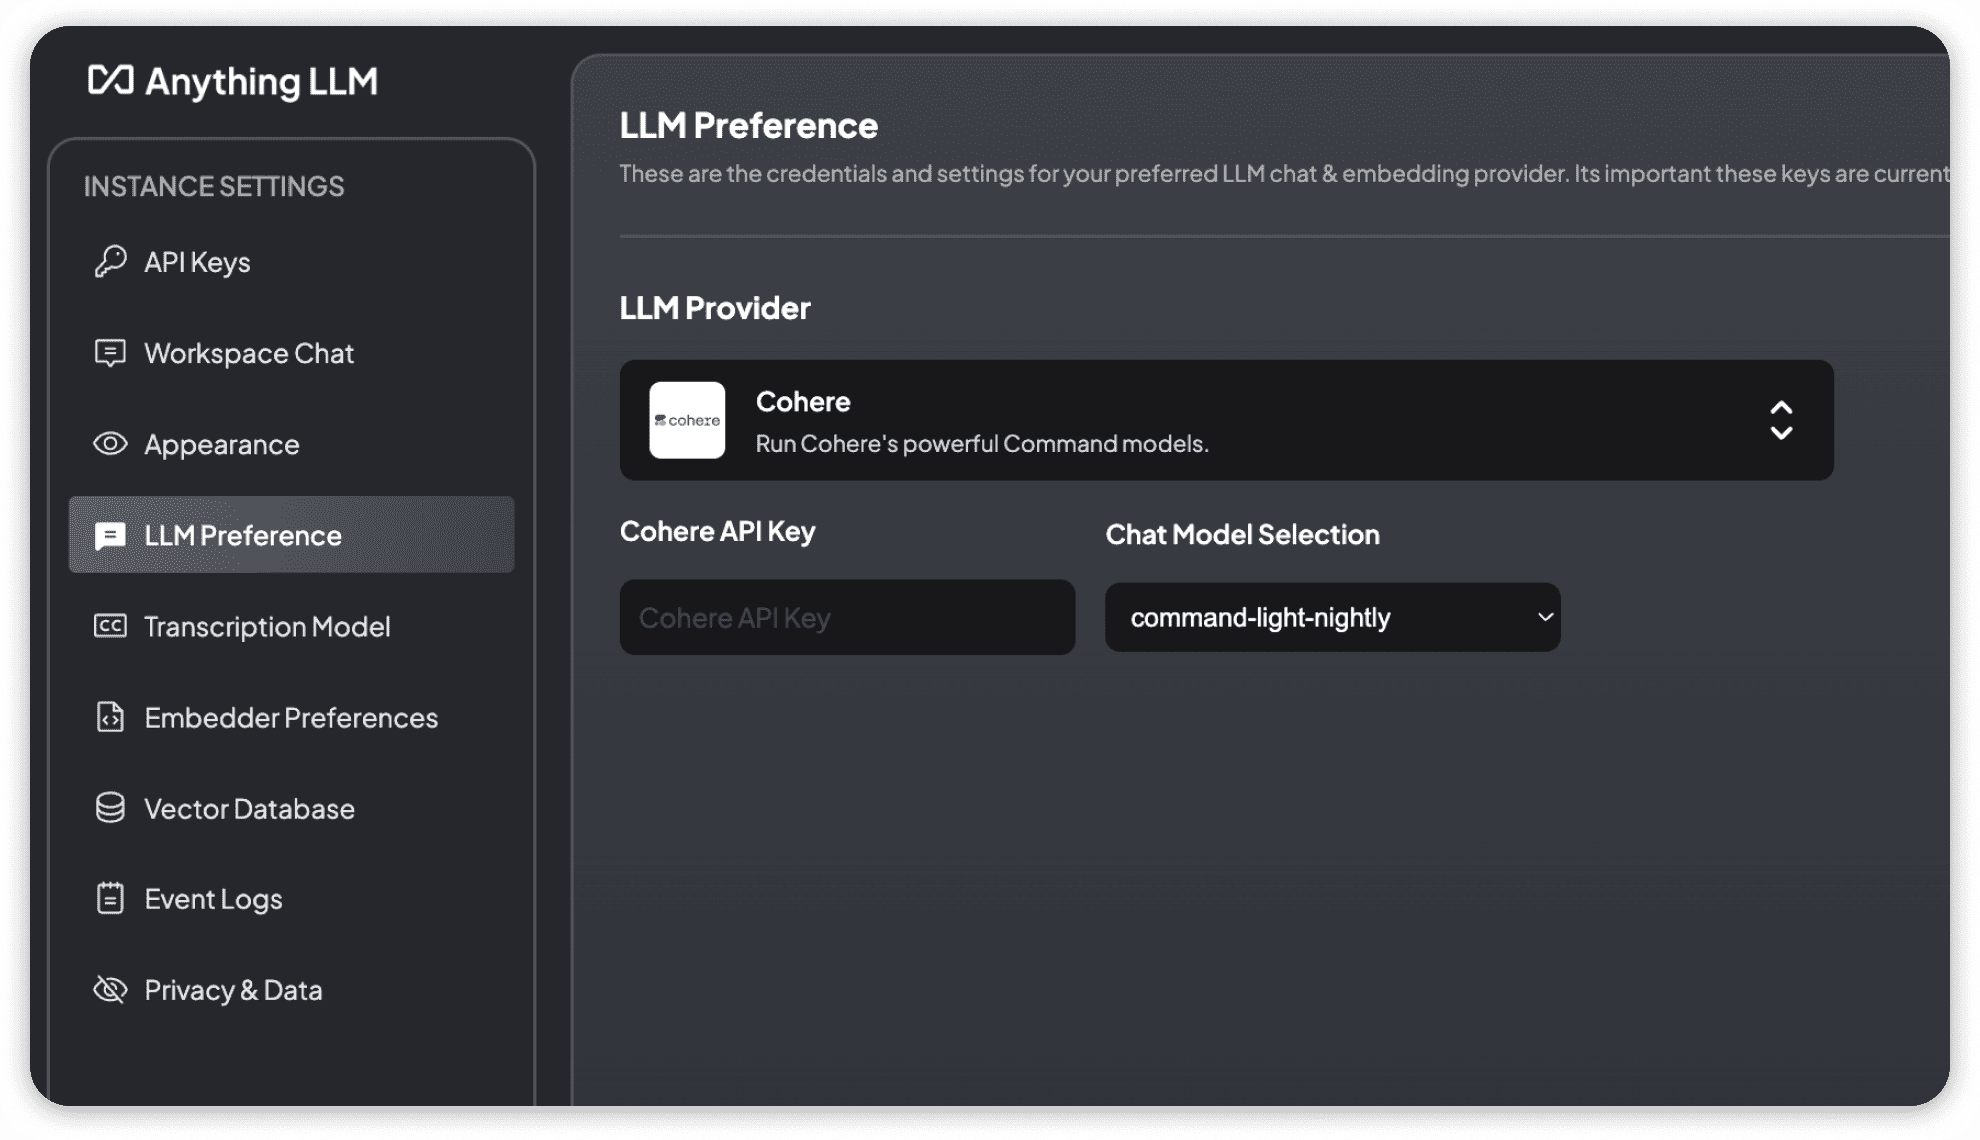 Anything LLM
INSTANCE SETTINGS
API Keys
Workspace Chat
Appearance
LLM Preference
CC Transcription Model
Embedder Preferences
Vector Database
Event Logs
Privacy & Data
LLM Preference
These are the credentials and settings for your preferred LLM chat & embedding provider. Its important these keys are current
LLM Provider
cohere
Cohere
Run Cohere's powerful Command models.
Cohere API Key
Cohere API Key
Chat Model Selection
command-light-nightly